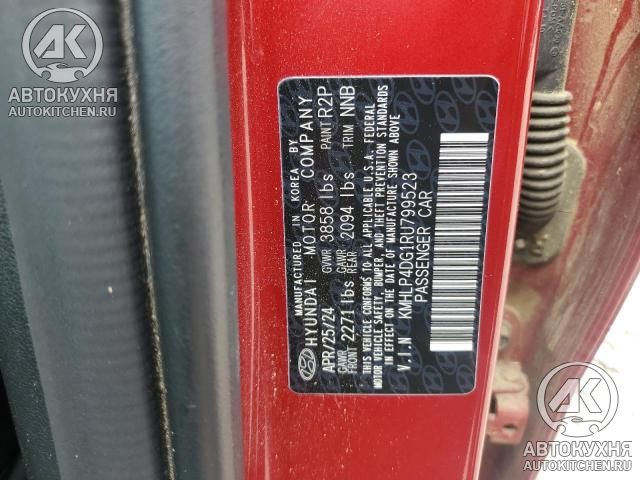 AK
АВТОКУХНЯ
AUTOKITCHEN.RU
MANUFACTURED IN KOREA BY
HYUNDAI MOTOR COMPANY
APR/25/24 GVWR 3858 lbs PAINT R2P
GAWR FRONT 2271 lbs GAWR REAR 2094 lbs TRIM NNB
THIS VEHICLE CONFORMS TO ALL APPLICABLE U.S.A. FEDERAL
MOTOR VEHICLE SAFETY, BUMPER, AND THEFT PREVENTION STANDARDS
IN EFFECT ON THE DATE OF MANUFACTURE SHOWN ABOVE
V.I.N KMHLP4DG1RU799523
PASSENGER CAR
AK
АВТОКУХНЯ
AUTOKITCHEN.RU